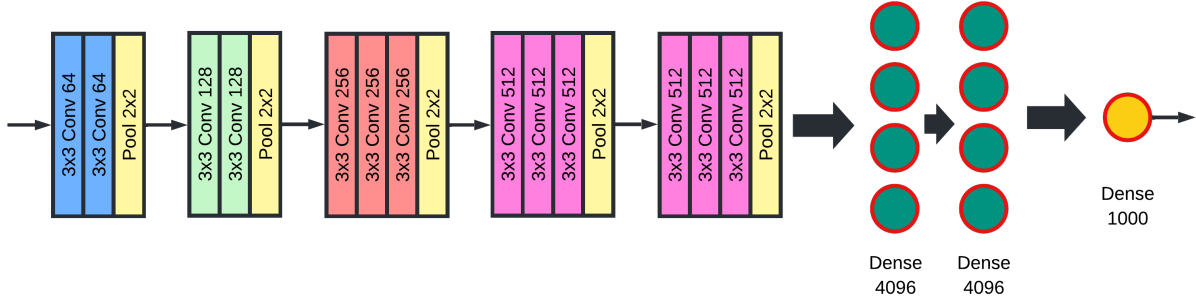 3x3 Conv 64
3x3 Conv 64
Pool 2x2
3x3 Conv 128
3x3 Conv 128
Pool 2x2
3x3 Conv 256
3x3 Conv 256
3x3 Conv 256
Pool 2x2
3x3 Conv 512
3x3 Conv 512
3x3 Conv 512
Pool 2x2
3x3 Conv 512
3x3 Conv 512
3x3 Conv 512
Pool 2x2
Dense
4096
Dense
4096
Dense
1000